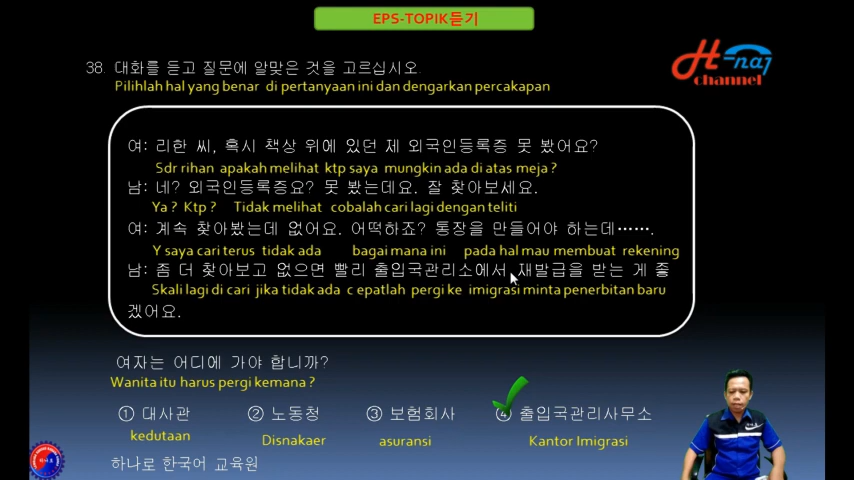 EPS-TOPIK듣기
H-naj
channel
38. 대화를 듣고 질문에 알맞은 것을 고르십시오.
Pilihlah hal yang benar di pertanyaan ini dan dengarkan percakapan
여: 리한 씨, 혹시 책상 위에 있던 제 외국인등록증 못 봤어요?
Sdr rihan apakah melihat ktp saya mungkin ada di atas meja ?
남: 네? 외국인등록증요? 못 봤는데요. 잘 찾아보세요.
Ya ? Ktp ? Tidak melihat cobalah cari lagi dengan teliti
여: 계속 찾아봤는데 없어요. 어떡하죠? 통장을 만들어야 하는데…….
Y saya cari terus tidak ada bagai mana ini pada hal mau membuat rekening
남: 좀 더 찾아보고 없으면 빨리 출입국관리소에서 재발급을 받는 게 좋
Skali lagi di cari jika tidak ada c epatlah pergi ke imigrasi minta penerbitan baru
겠어요.
여자는 어디에 가야 합니까?
Wanita itu harus pergi kemana ?
① 대사관 ② 노동청 ③ 보험회사 ④ 출입국관리사무소
kedutaan Disnakaer asuransi Kantor Imigrasi
하나로 한국어 교육원